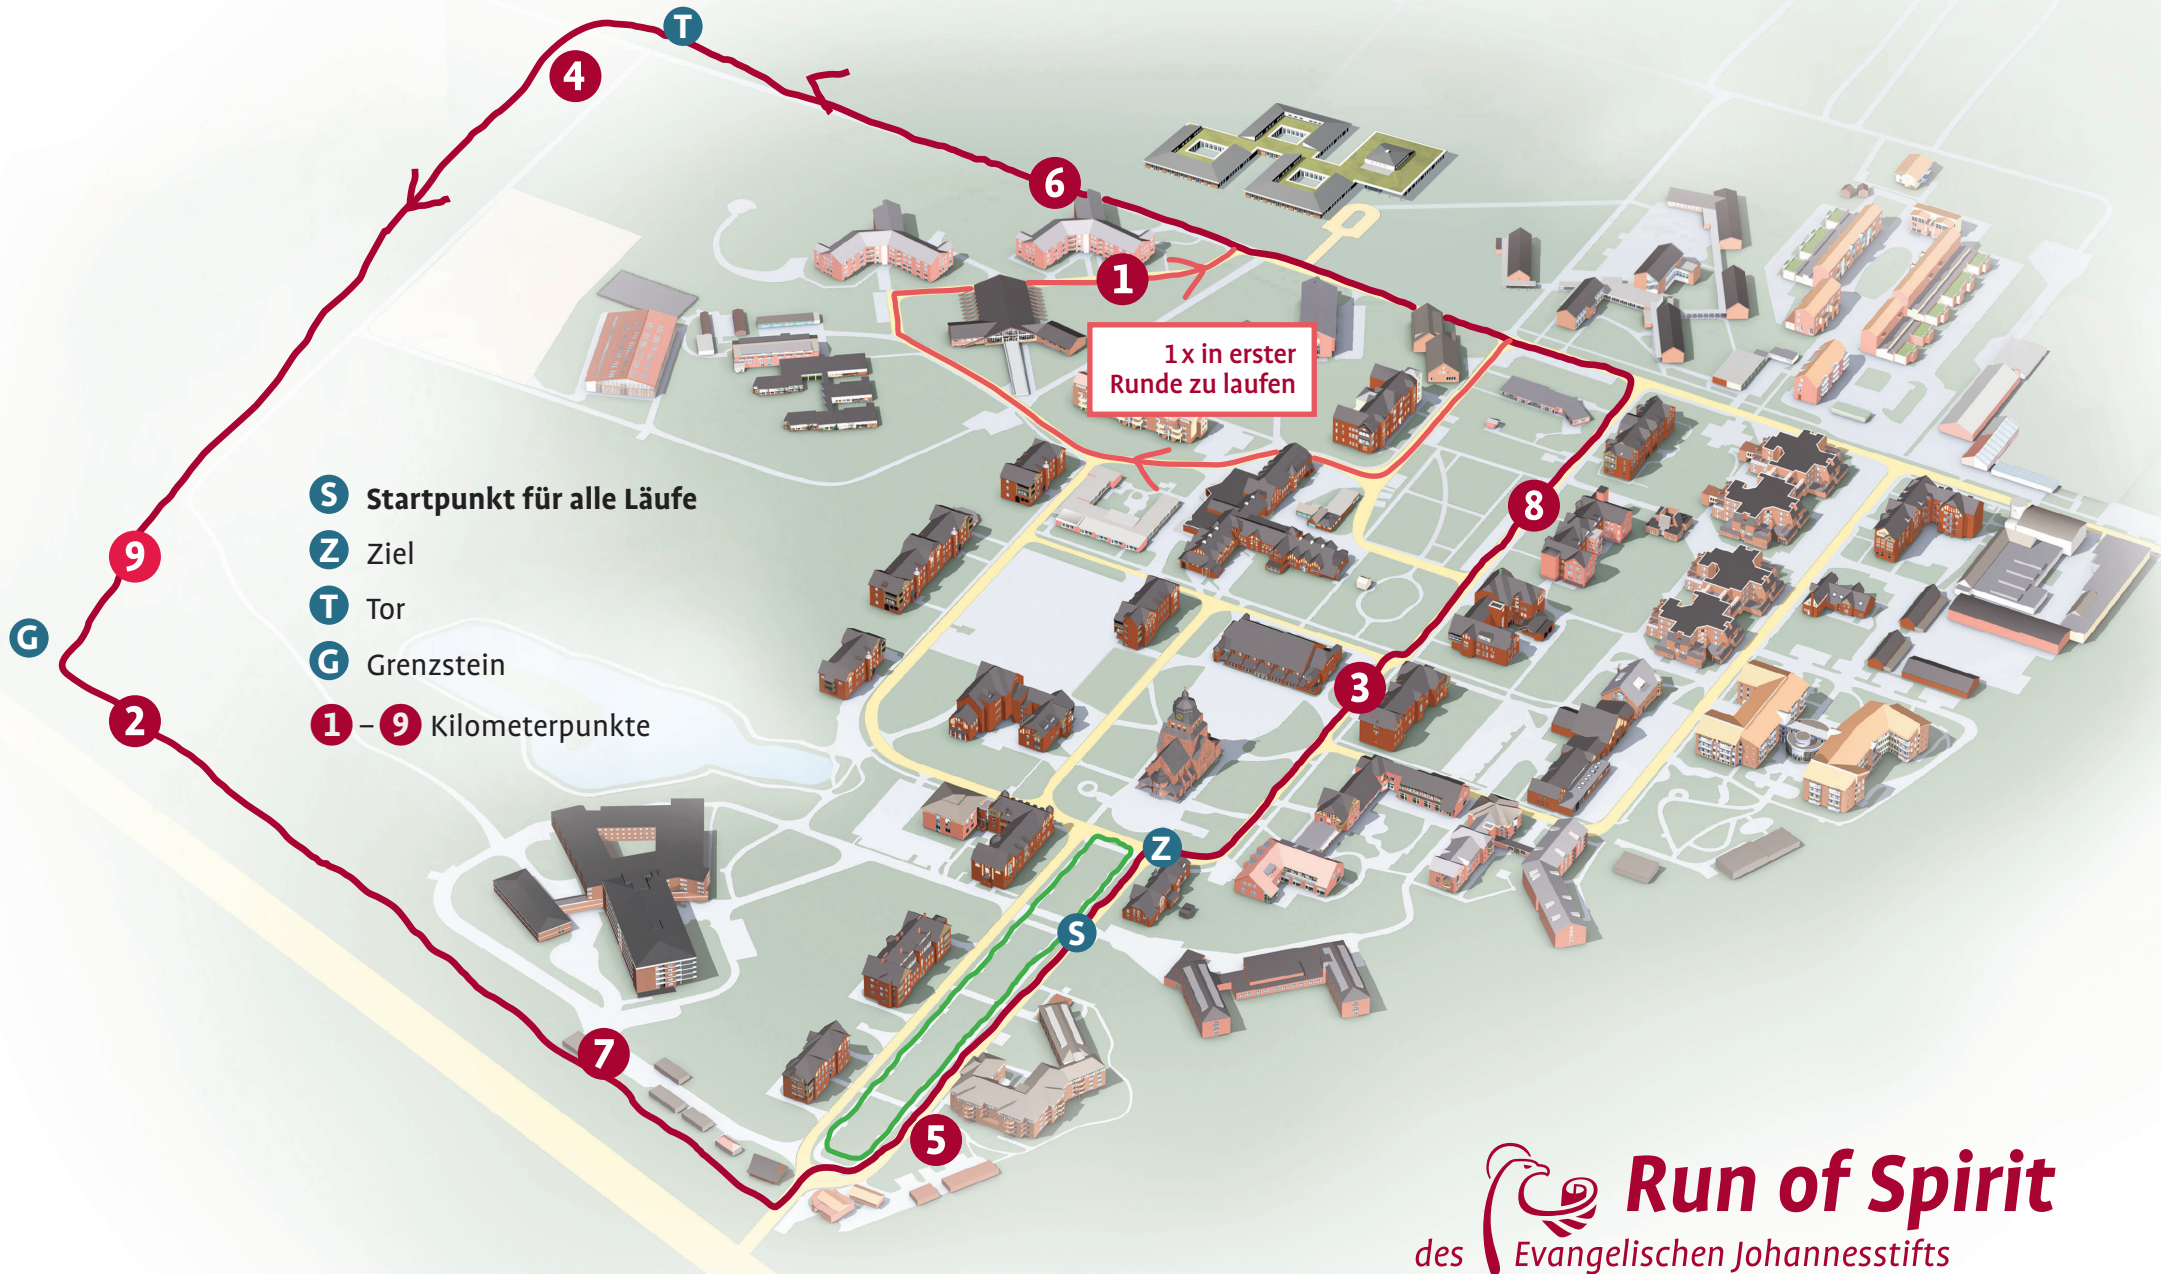 T
4
6
1
1 x in erster
Runde zu laufen
8
9
S Startpunkt für alle Läufe
Z Ziel
T Tor
G Grenzstein
1 – 9 Kilometerpunkte
G
2
3
Z
S
7
5
Run of Spirit
des Evangelischen Johannesstifts